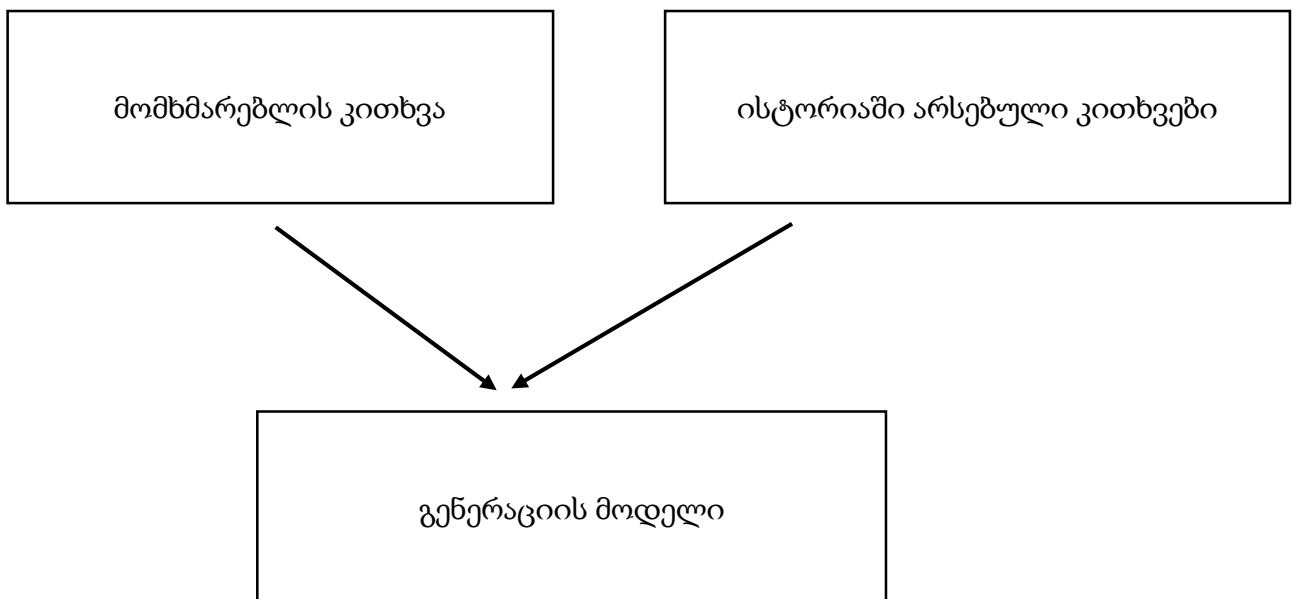 მომხმარებლის კითხვა
ისტორიაში არსებული კითხვები
გენერაციის მოდელი